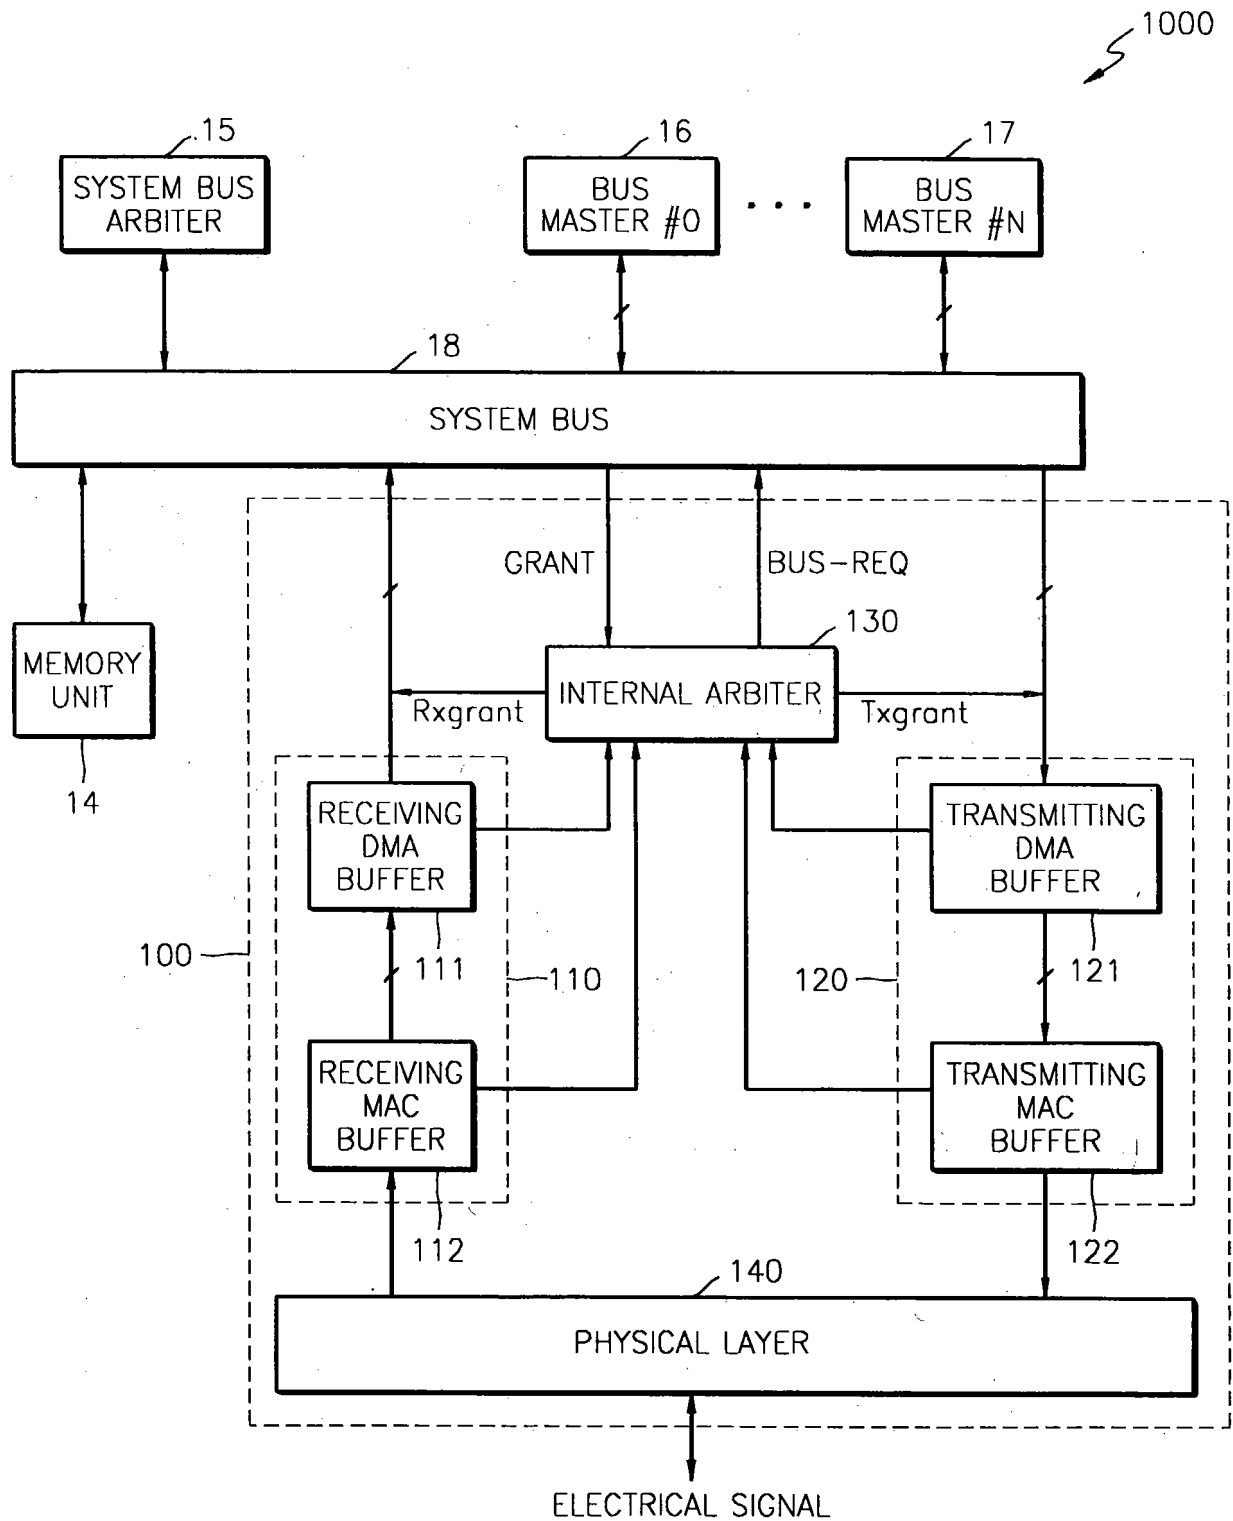 1000
15
16
17
SYSTEM BUS
ARBITER
BUS
MASTER #0
. . .
BUS
MASTER #N
18
SYSTEM BUS
GRANT
BUS-REQ
130
MEMORY
UNIT
INTERNAL ARBITER
Rxgrant
Txgrant
14
RECEIVING
DMA
BUFFER
TRANSMITTING
DMA
BUFFER
100
111
110
120
121
RECEIVING
MAC
BUFFER
TRANSMITTING
MAC
BUFFER
112
122
140
PHYSICAL LAYER
ELECTRICAL SIGNAL